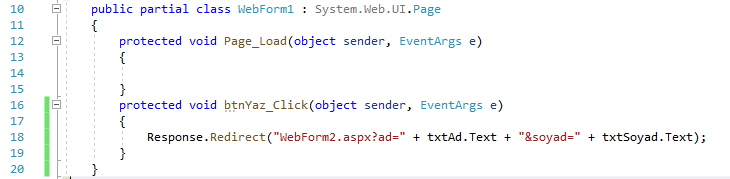 10 public partial class WebForm1 : System.Web.UI.Page
11 {
12 protected void Page_Load(object sender, EventArgs e)
13 {
14
15 }
16 protected void btnYaz_Click(object sender, EventArgs e)
17 {
18 Response.Redirect("WebForm2.aspx?ad=" + txtAd.Text + "&soyad=" + txtSoyad.Text);
19 }
20 }